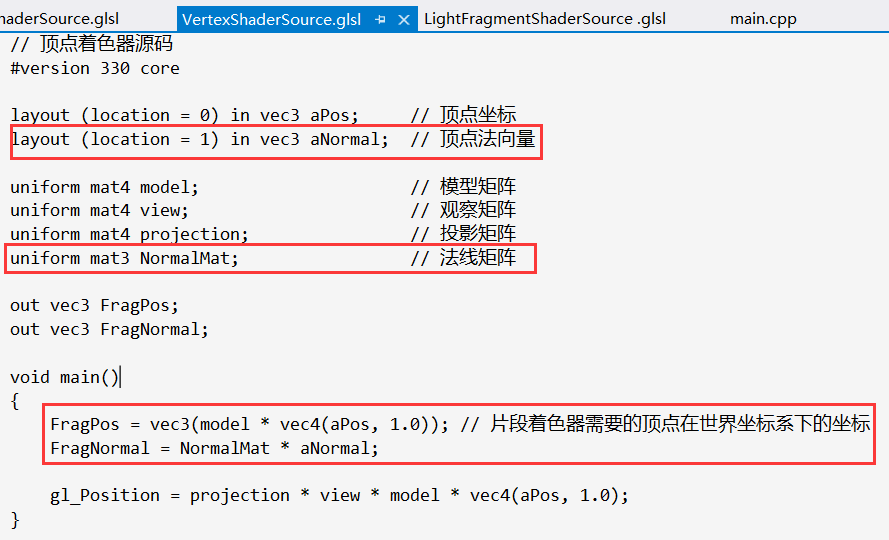 haderSource.glsl VertexShaderSource.glsl LightFragmentShaderSource .glsl main.cpp
// 顶点着色器源码
#version 330 core
layout (location = 0) in vec3 aPos; // 顶点坐标
layout (location = 1) in vec3 aNormal; // 顶点法向量
uniform mat4 model; // 模型矩阵
uniform mat4 view; // 观察矩阵
uniform mat4 projection; // 投影矩阵
uniform mat3 NormalMat; // 法线矩阵
out vec3 FragPos;
out vec3 FragNormal;
void main()
{
FragPos = vec3(model * vec4(aPos, 1.0)); // 片段着色器需要的顶点在世界坐标系下的坐标
FragNormal = NormalMat * aNormal;
gl_Position = projection * view * model * vec4(aPos, 1.0);
}